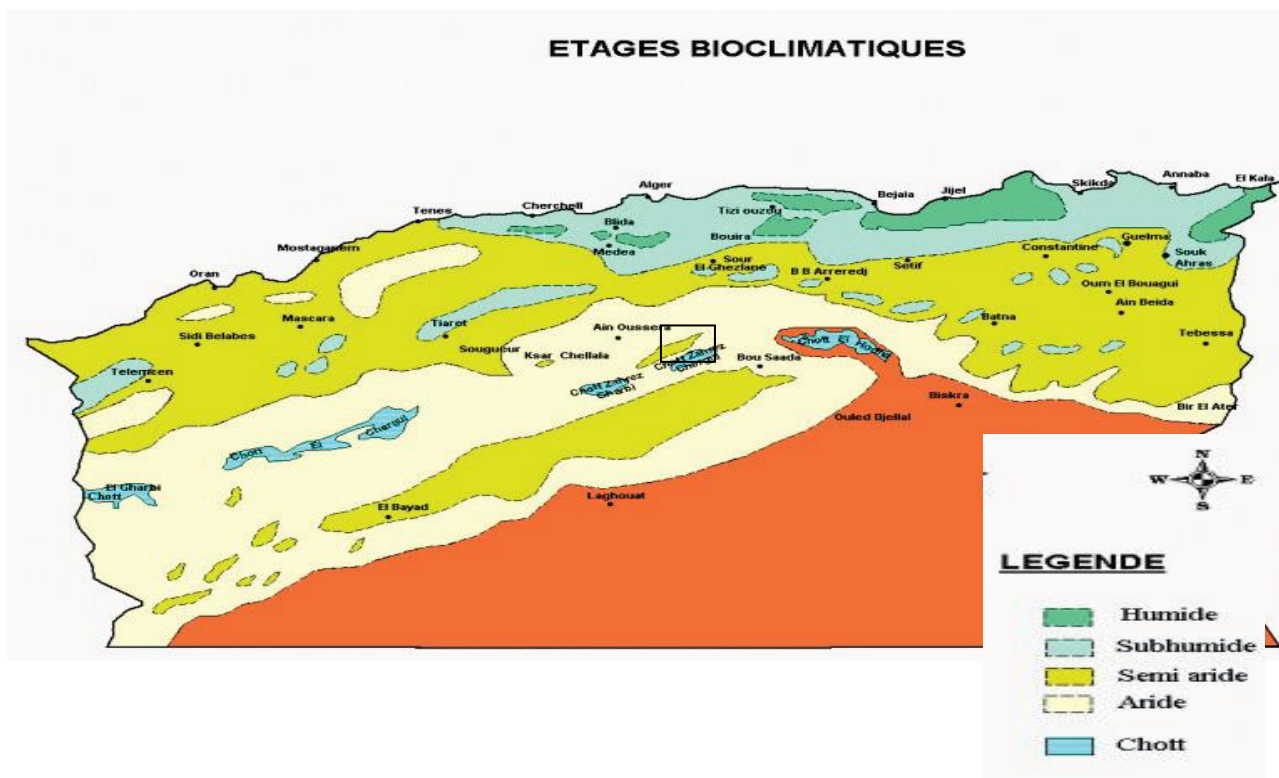 ETAGES BIOCLIMATIQUES
El Kala
Annaba
Skikda
Jijel
Bejaia
Alger
Cherchell
Tenes
Tizi ouzou
Blida
Bouira
Medea
Mostaganem
Guelma
Constantine
Souk
Ahras
Sour
El Ghezlane
B B Arreredj
Setif
Oran
Oum El Bouagui
Ain Beida
Mascara
Tiaret
Ain Oussera
Batna
Sidi Belabes
Sougueur
Ksar Chellala
Tebessa
Chott El Hodna
Chott Zahrez
Chergui
Bou Saada
Telemcen
Chott Zahrez
Gharbi
Biskra
Bir El Ater
Ouled Djellal
Chott El Chergui
El Gharbi
Chott
Laghouat
El Bayad
N
W E
S
LEGENDE
Humide
Subhumide
Semi aride
Aride
Chott